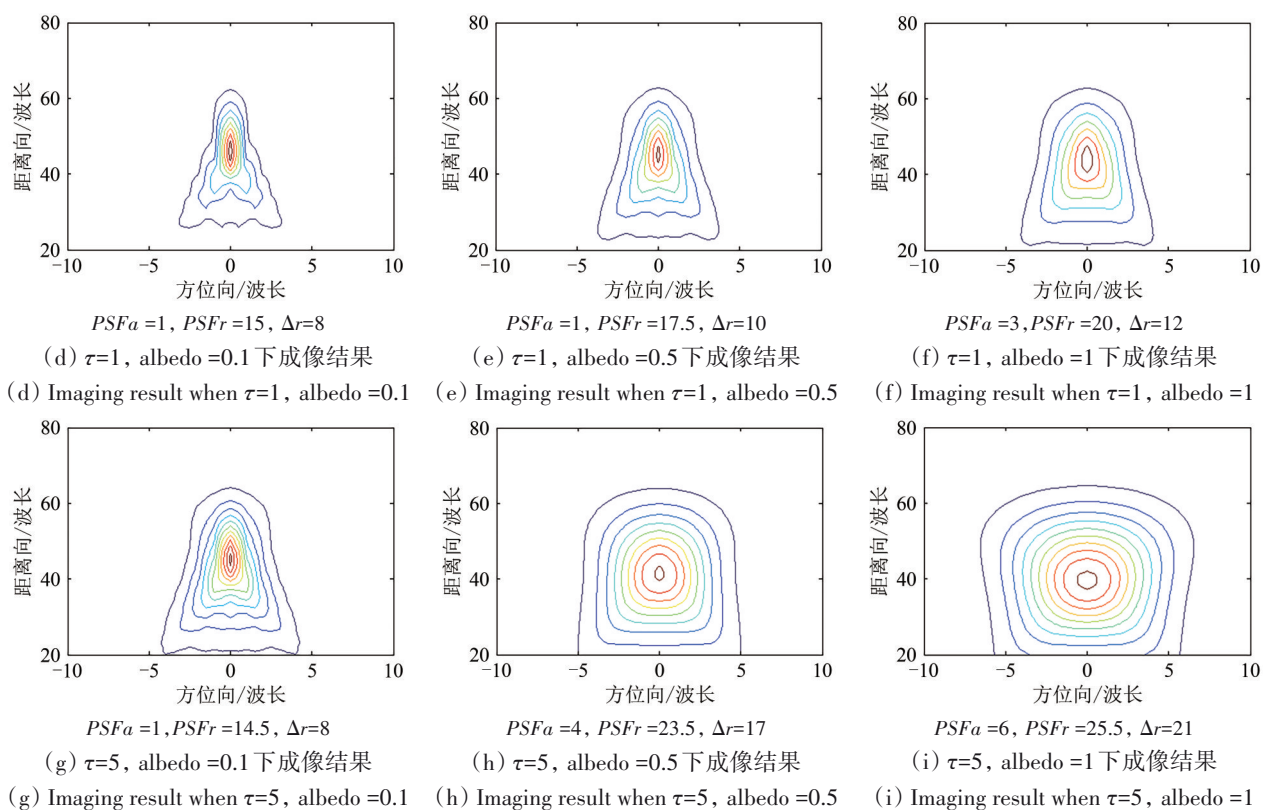 80
60
40
20
距离向/波长
−10 −5 0 5 10
方位向/波长
PSFa =1, PSFr =15, Δr=8
(d) τ=1, albedo =0.1下成像结果
(d) Imaging result when τ=1, albedo =0.1
80
60
40
20
距离向/波长
−10 −5 0 5 10
方位向/波长
PSFa =1, PSFr =17.5, Δr=10
(e) τ=1, albedo =0.5下成像结果
(e) Imaging result when τ=1, albedo =0.5
80
60
40
20
距离向/波长
−10 −5 0 5 10
方位向/波长
PSFa =3,PSFr =20, Δr=12
(f) τ=1, albedo =1下成像结果
(f) Imaging result when τ=1, albedo =1
80
60
40
20
距离向/波长
−10 −5 0 5 10
方位向/波长
PSFa =1,PSFr =14.5, Δr=8
(g) τ=5, albedo =0.1下成像结果
(g) Imaging result when τ=5, albedo =0.1
80
60
40
20
距离向/波长
−10 −5 0 5 10
方位向/波长
PSFa =4, PSFr =23.5, Δr=17
(h) τ=5, albedo =0.5下成像结果
(h) Imaging result when τ=5, albedo =0.5
80
60
40
20
距离向/波长
−10 −5 0 5 10
方位向/波长
PSFa =6, PSFr =25.5, Δr=21
(i) τ=5, albedo =1下成像结果
(i) Imaging result when τ=5, albedo =1